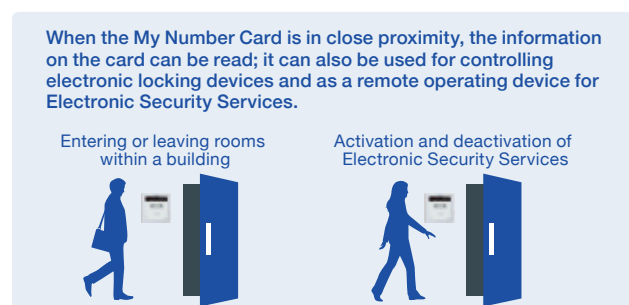 When the My Number Card is in close proximity, the information
on the card can be read; it can also be used for controlling
electronic locking devices and as a remote operating device for
Electronic Security Services.
Entering or leaving rooms
within a building
Activation and deactivation of
Electronic Security Services